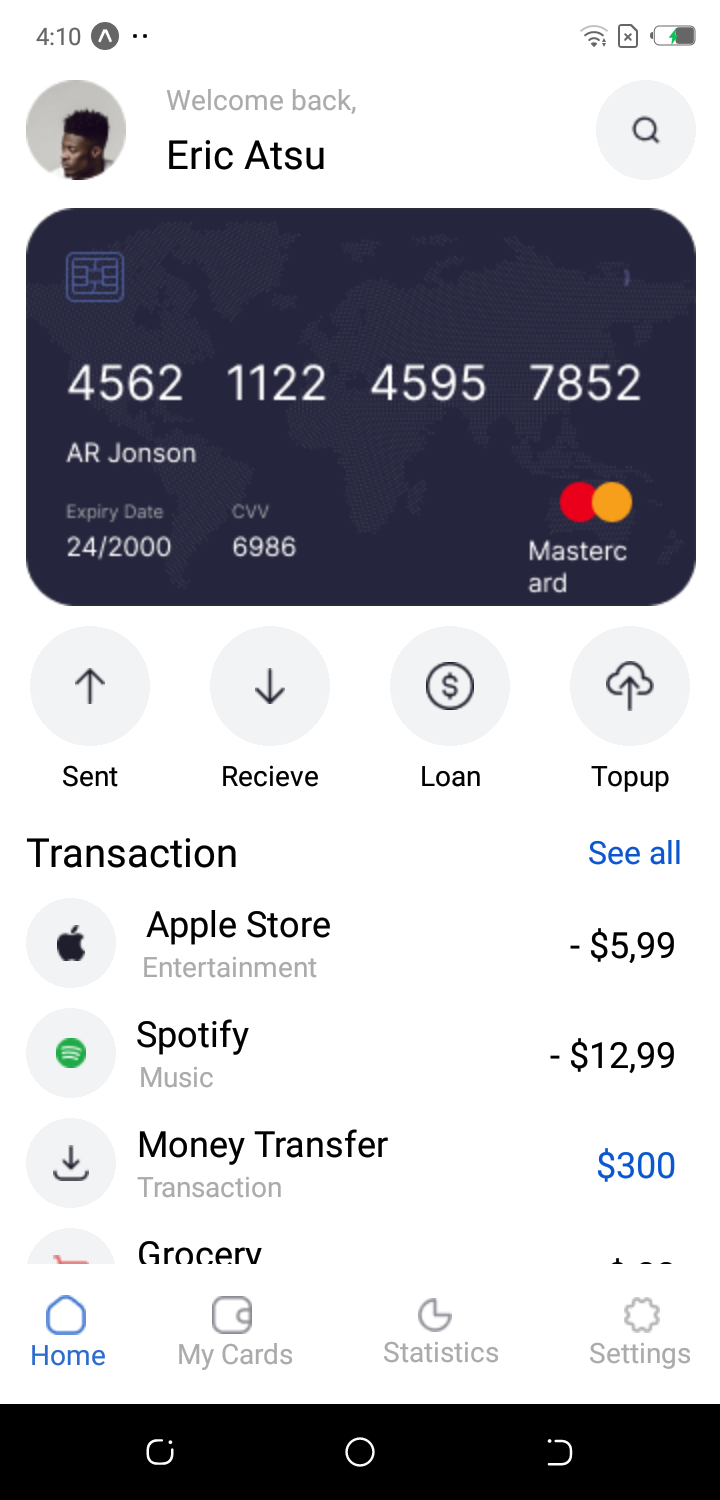 4:10
Welcome back,
Eric Atsu
4562 1122 4595 7852
AR Jonson
Expiry Date CVV
24/2000 6986
Masterc
ard
Sent Recieve Loan Topup
Transaction See all
Apple Store
- $5,99
Entertainment
Spotify
- $12,99
Music
Money Transfer
$300
Transaction
Grocery
Home My Cards Statistics Settings